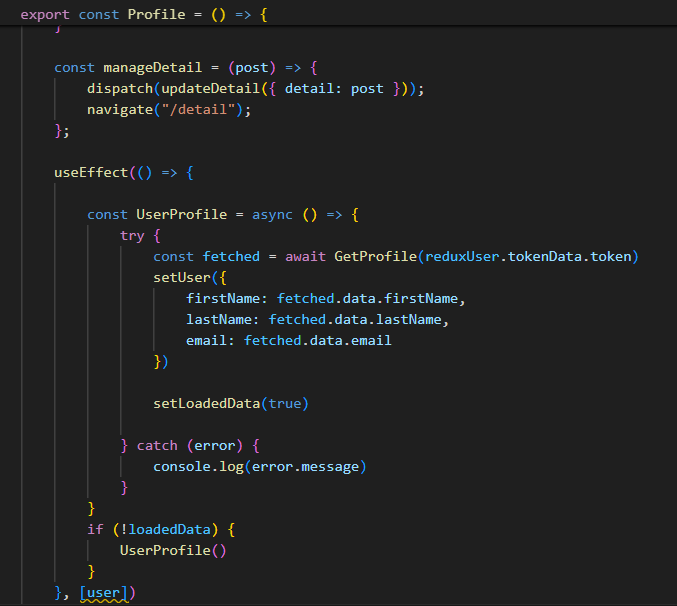 export const Profile = () => {
}
const manageDetail = (post) => {
dispatch(updateDetail({ detail: post }));
navigate("/detail");
};
useEffect(() => {
const UserProfile = async () => {
try {
const fetched = await GetProfile(reduxUser.tokenData.token)
setUser({
firstName: fetched.data.firstName,
lastName: fetched.data.lastName,
email: fetched.data.email
})
setLoadedData(true)
} catch (error) {
console.log(error.message)
}
}
if (!loadedData) {
UserProfile()
}
}, [user])